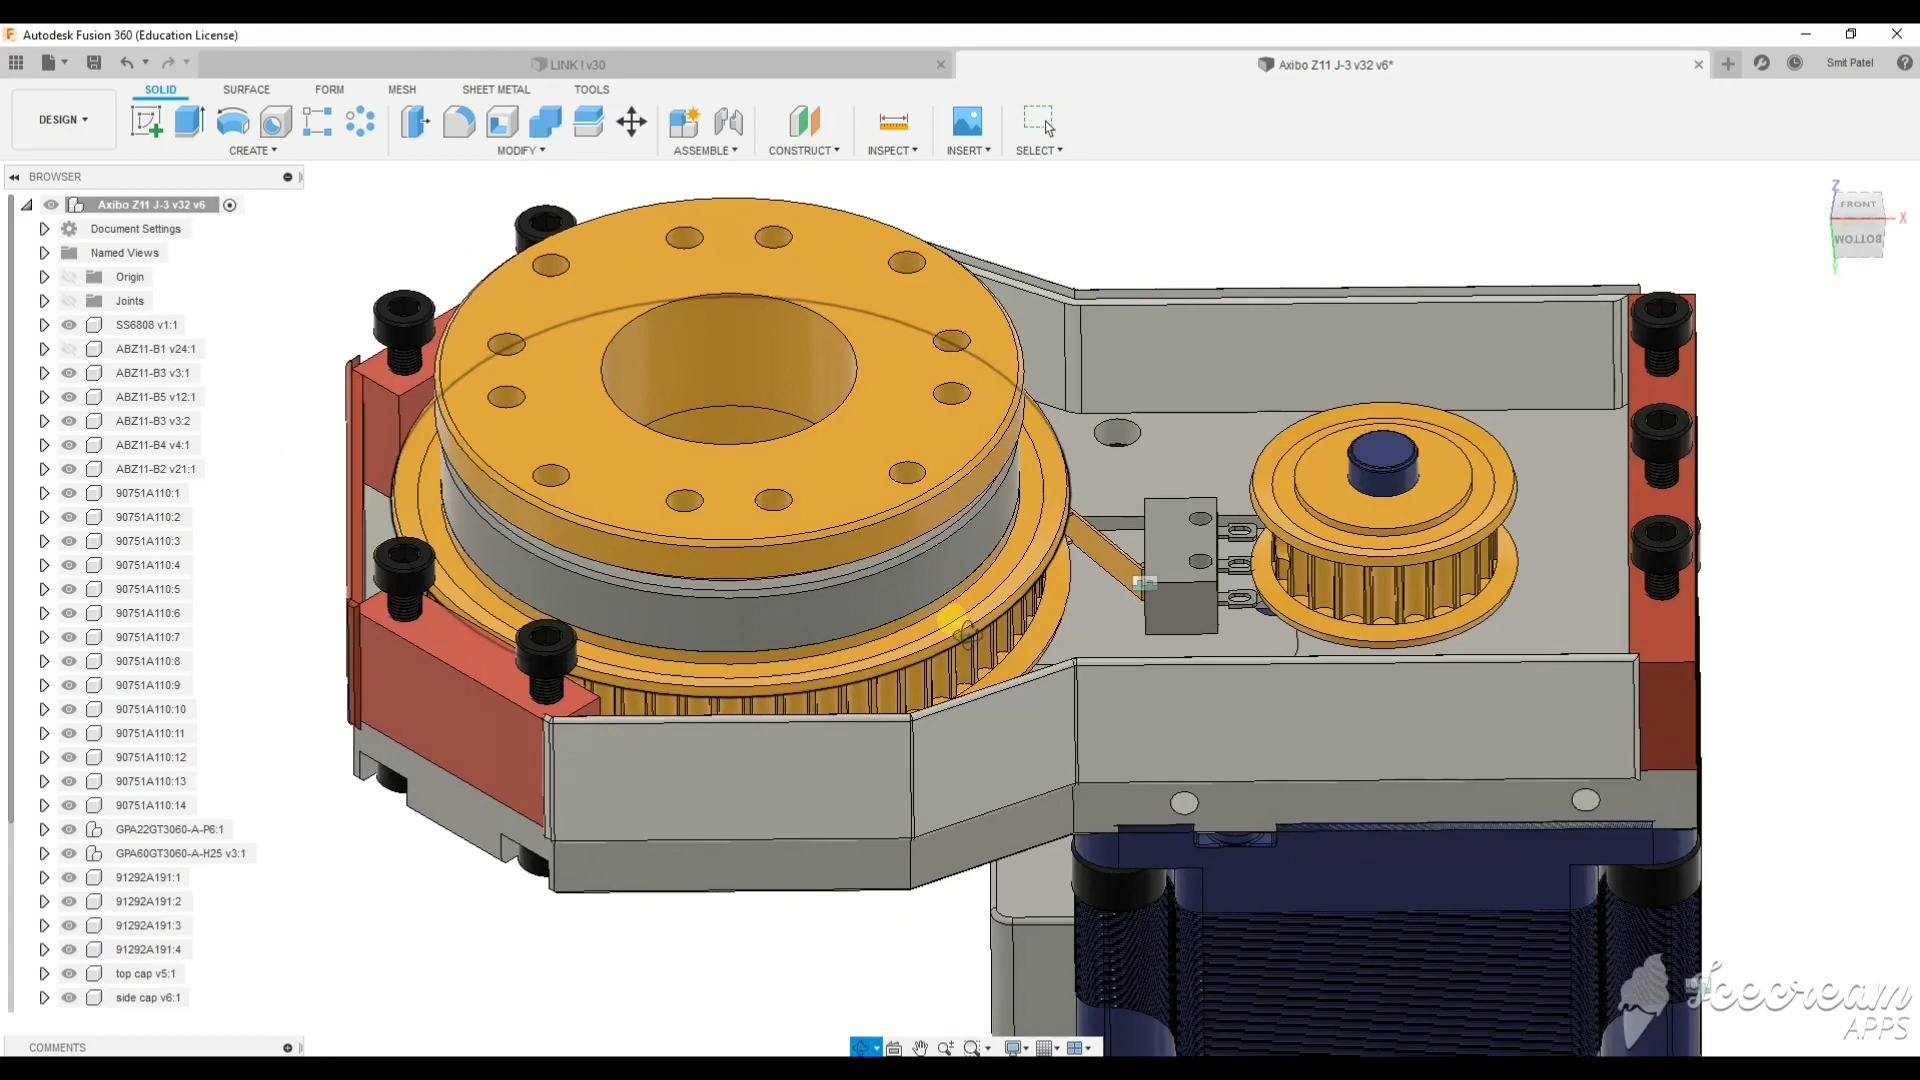 Autodesk Fusion 360 (Education License)
LINK ! v30
Axibo Z11 J-3 v32 v6*
Smit Patel
DESIGN
SOLID SURFACE FORM MESH SHEET METAL TOOLS
CREATE MODIFY ASSEMBLE CONSTRUCT INSPECT INSERT SELECT
BROWSER
Axibo Z11 J-3 v32 v6
Document Settings
Named Views
Origin
Joints
SS6808 v1:1
ABZ11-B1 v24:1
ABZ11-B3 v3:1
ABZ11-B5 v12:1
ABZ11-B3 v3:2
ABZ11-B4 v4:1
ABZ11-B2 v21:1
90751A110:1
90751A110:2
90751A110:3
90751A110:4
90751A110:5
90751A110:6
90751A110:7
90751A110:8
90751A110:9
90751A110:10
90751A110:11
90751A110:12
90751A110:13
90751A110:14
GPA22GT3060-A-P6:1
GPA60GT3060-A-H25 v3:1
91292A191:1
91292A191:2
91292A191:3
91292A191:4
top cap v5:1
side cap v6:1
COMMENTS
Z
FRONT
X
BOTTOM
Y
Icecream
APPS